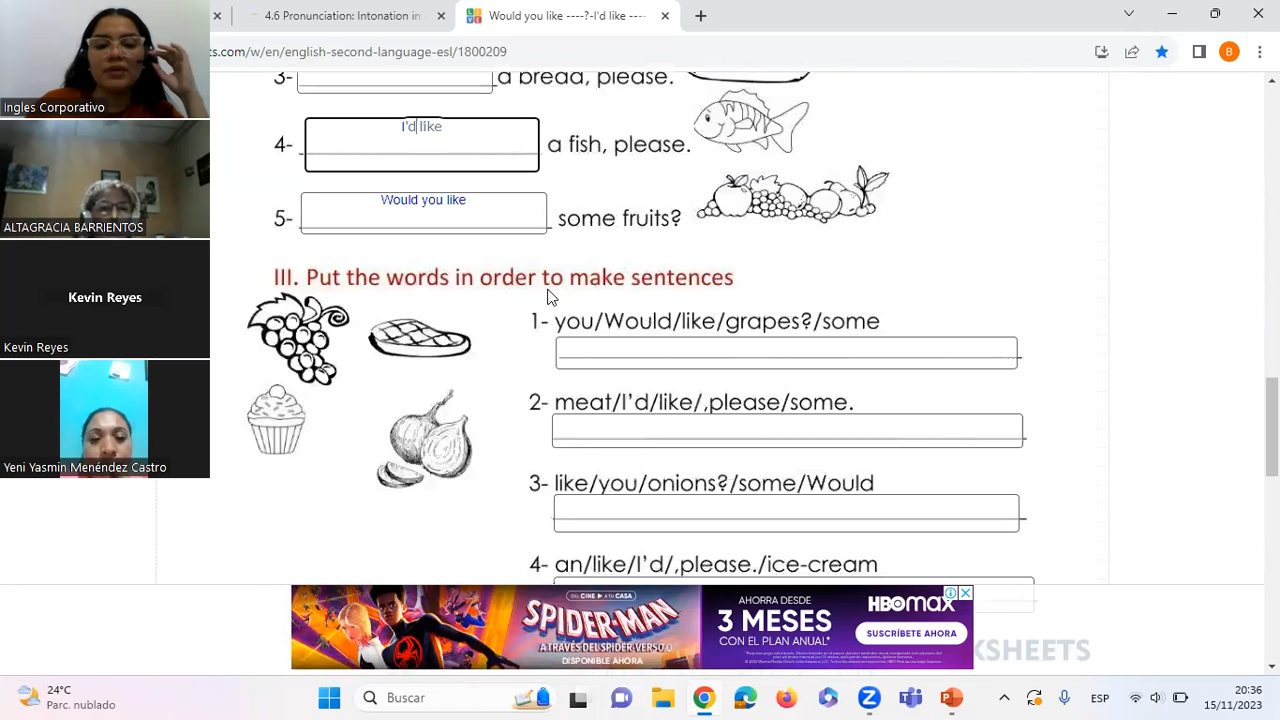 4.6 Pronunciation: Intonation in
Would you like ----?-I'd like ----
cs.com/w/en/english-second-language-esl/1800209
B
Ingles Corporativo
ALTAGRACIA BARRIENTOS
Kevin Reyes
Kevin Reyes
Yeni Yasmin Menéndez Castro
3- a bread, please.
4- I'd like a fish, please.
5- Would you like some fruits?
III. Put the words in order to make sentences
1- you/Would/like/grapes?/some
2- meat/I'd/like/,please/some.
3- like/you/onions?/some/Would
4- an/like/I'd/,please./ice-cream
DEL CINE A TU CASA
SPIDER-MAN
A TRAVÉS DEL SPIDER-VERSO
DISPONIBLE AHORA
AHORRA DESDE
3 MESES
CON EL PLAN ANUAL*
HBOMAX
SUSCRÍBETE AHORA
KSHEETS
24°C
Parc. nublado
Buscar
ESP
20:36
15/11/2023